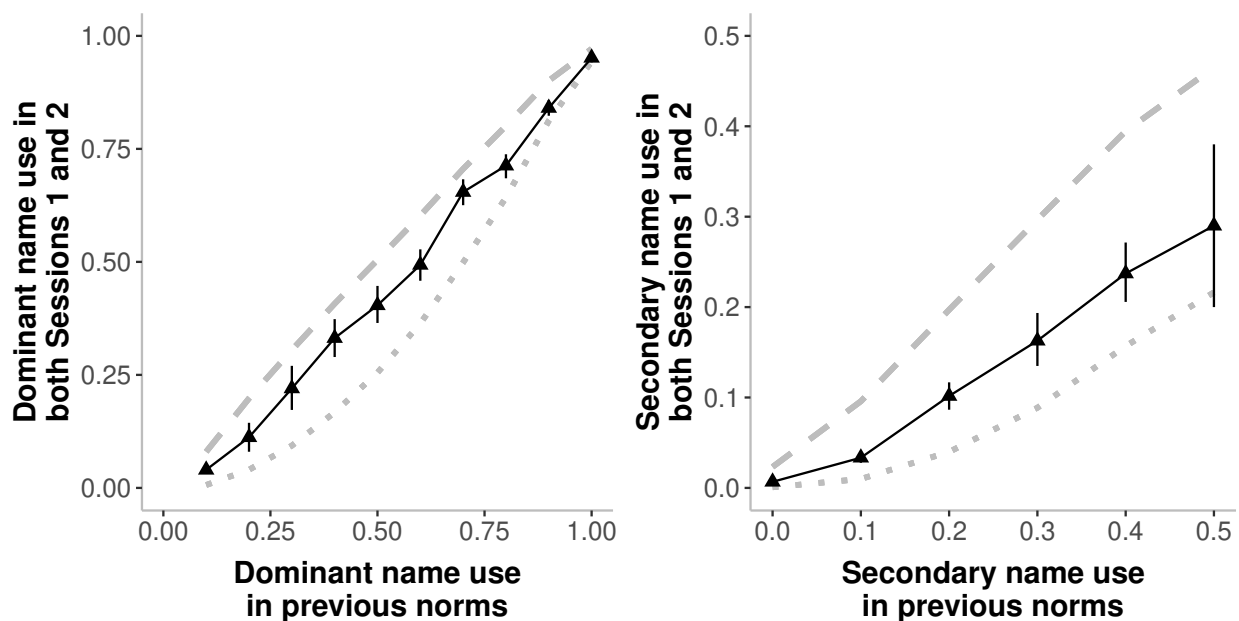 Dominant name use in
both Sessions 1 and 2
1.00
0.75
0.50
0.25
0.00
0.00 0.25 0.50 0.75 1.00
Dominant name use
in previous norms
Secondary name use in
both Sessions 1 and 2
0.5
0.4
0.3
0.2
0.1
0.0
0.0 0.1 0.2 0.3 0.4 0.5
Secondary name use
in previous norms